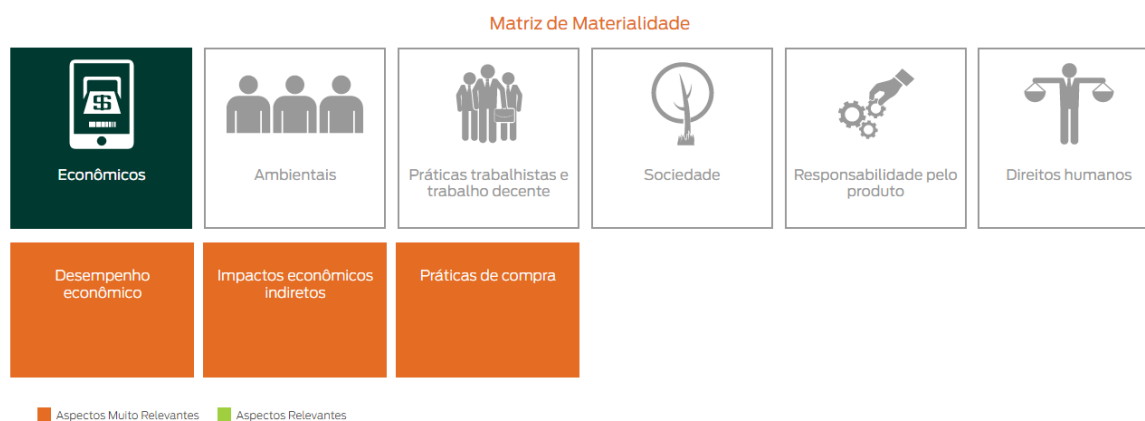 Matriz de Materialidade
Econômicos
Ambientais
Práticas trabalhistas e
trabalho decente
Sociedade
Responsabilidade pelo
produto
Direitos humanos
Desempenho
econômico
Impactos econômicos
indiretos
Práticas de compra
Aspectos Muito Relevantes
Aspectos Relevantes